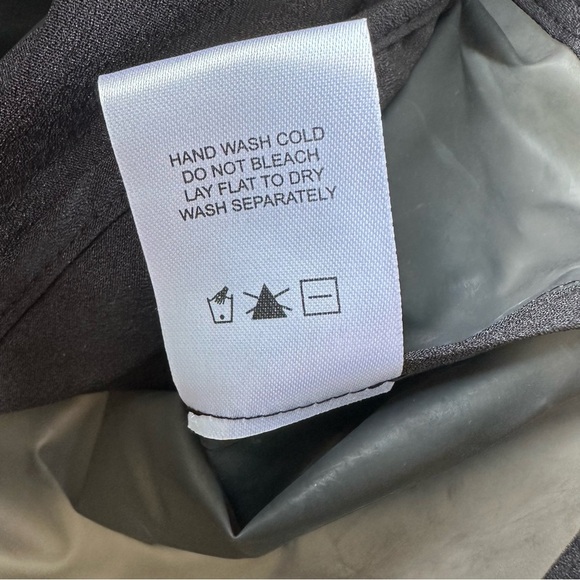 HAND WASH COLD
DO NOT BLEACH
LAY FLAT TO DRY
WASH SEPARATELY